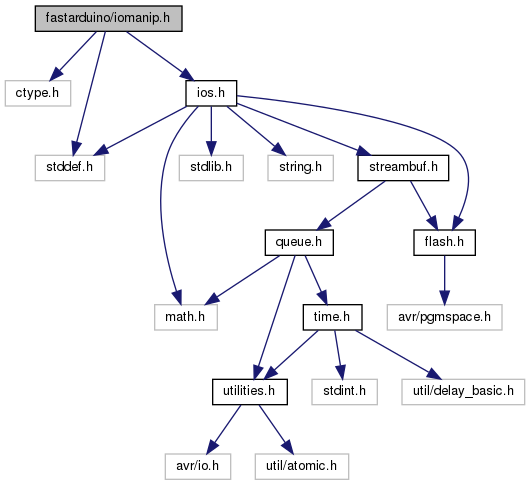 fastarduino/iomanip.h
ctype.h
ios.h
stddef.h
stdlib.h
string.h
streambuf.h
queue.h
flash.h
math.h
time.h
avr/pgmspace.h
utilities.h
stdint.h
util/delay_basic.h
avr/io.h
util/atomic.h